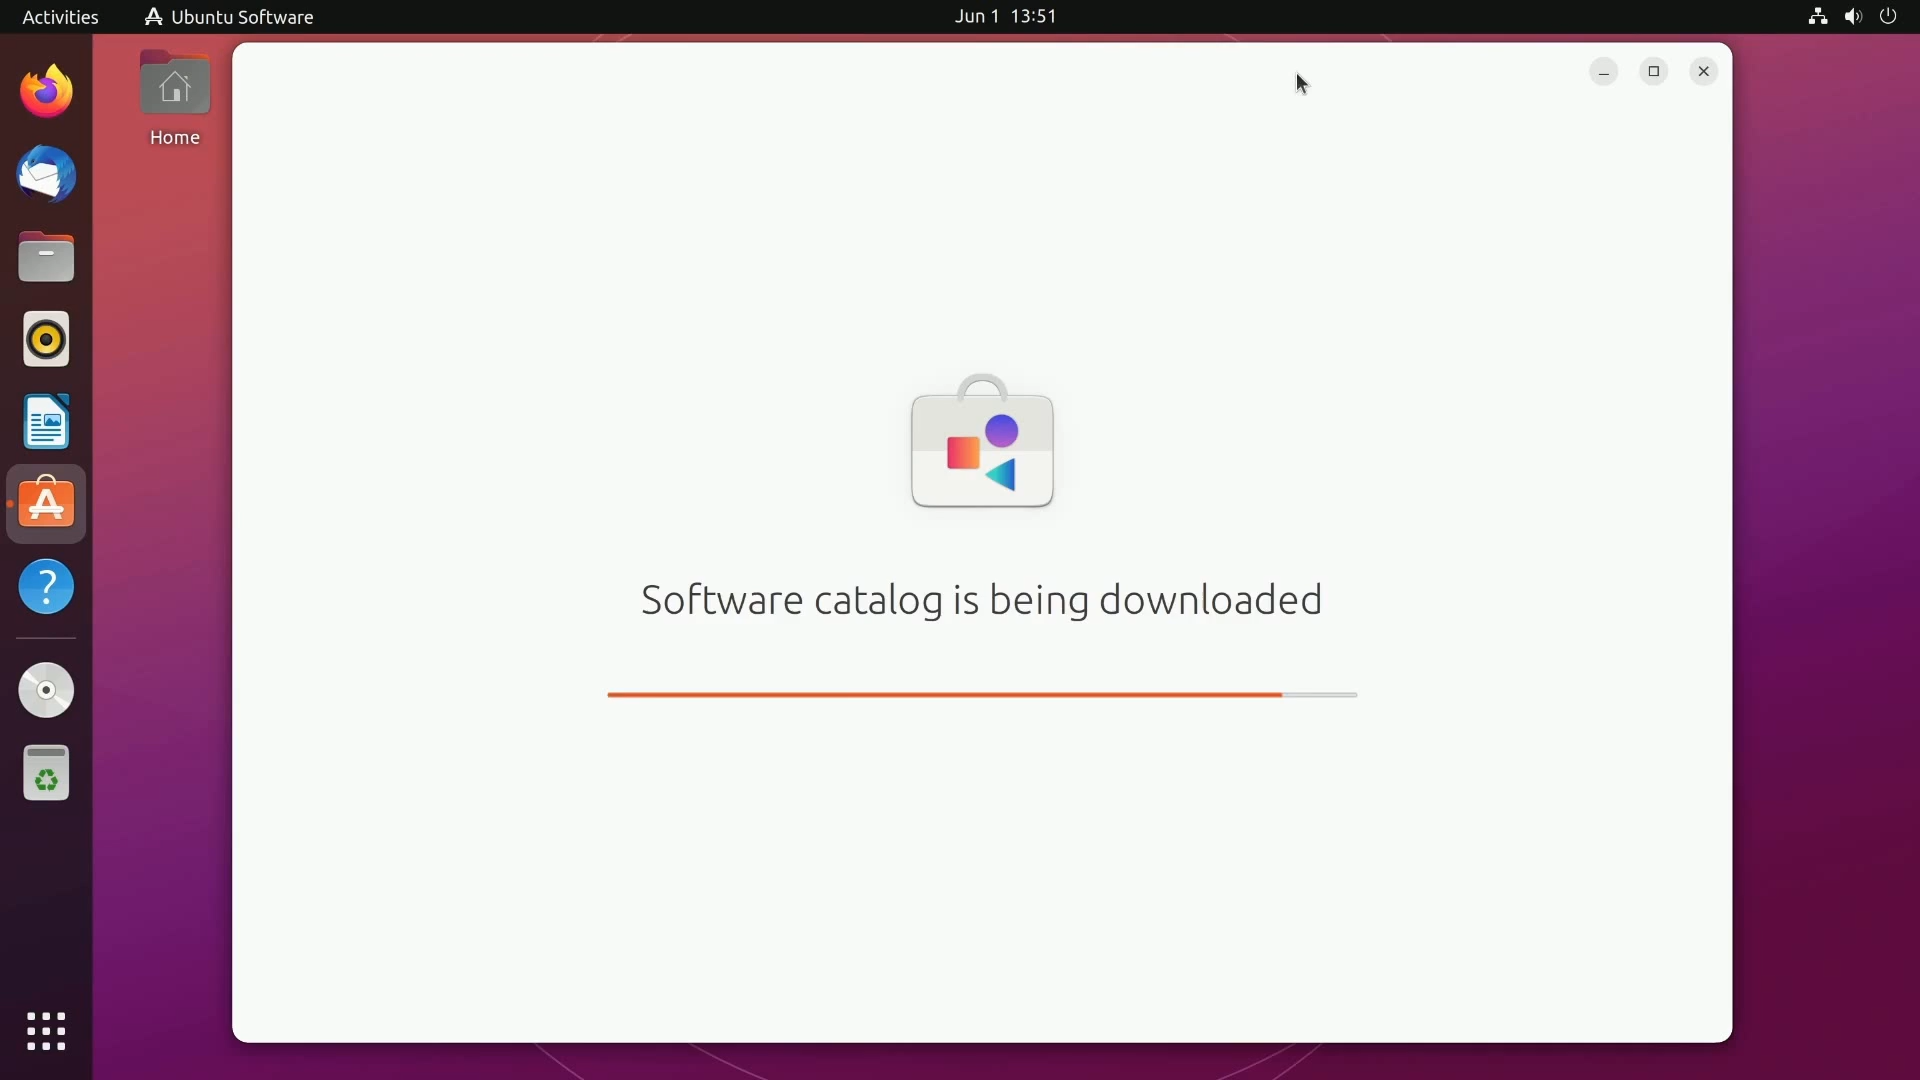 Activities
Ubuntu Software
Jun 1 13:51
Home
Software catalog is being downloaded